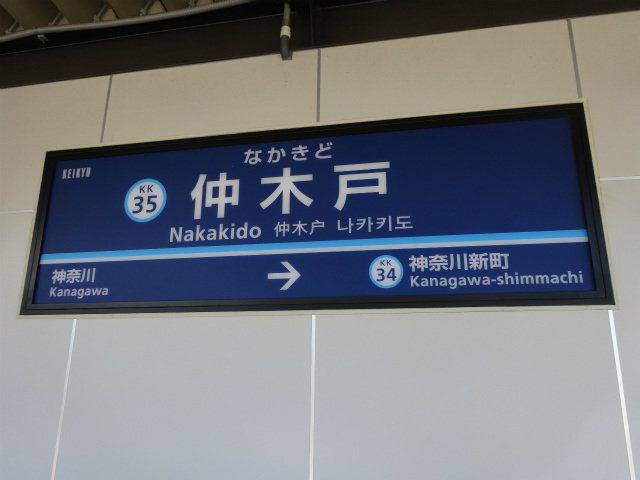 KEIKYU
なかきど
KK
35
仲木戸
Nakakido 仲木户 나카키도
神奈川
Kanagawa
→
KK
34
神奈川新町
Kanagawa-shimmachi